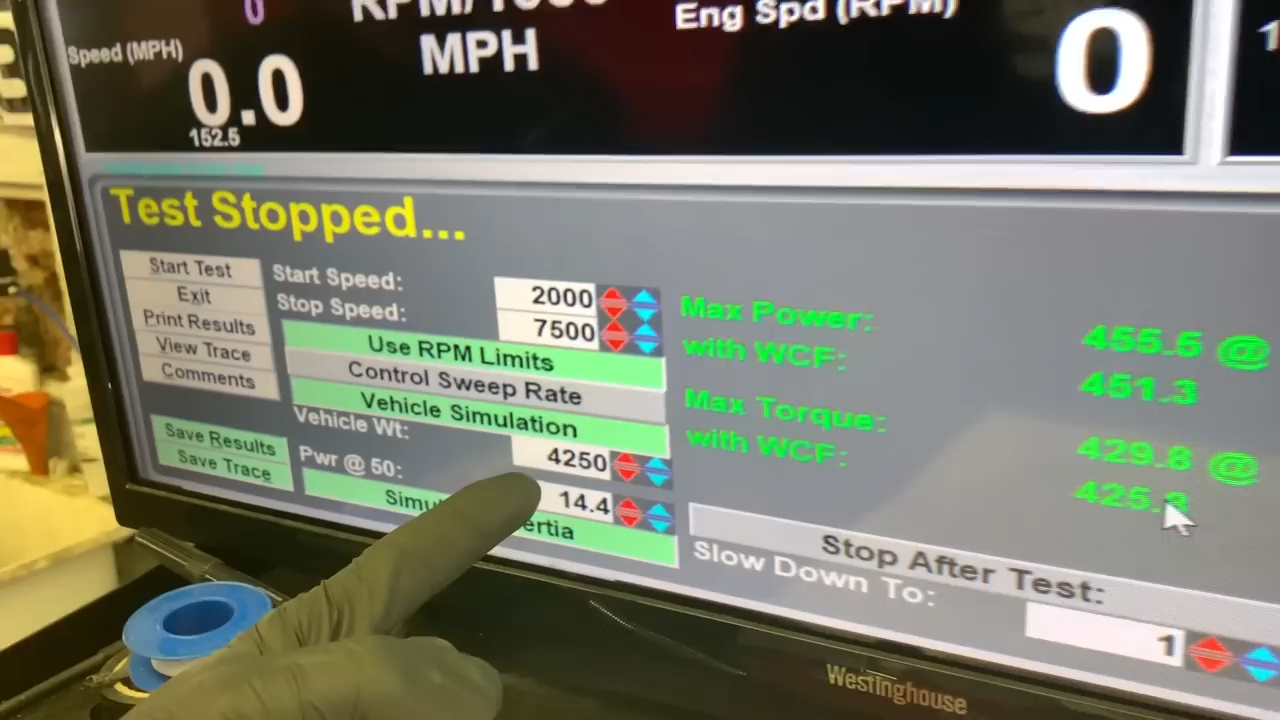 0
RPM/1000
MPH
Eng Spd (RPM)
0
1
Speed (MPH)
0.0
152.5
Test Stopped...
Start Test
Exit
Print Results
View Trace
Comments
Save Results
Save Trace
Start Speed:
2000
Stop Speed:
7500
Use RPM Limits
Control Sweep Rate
Vehicle Simulation
Vehicle Wt:
4250
Pwr @ 50:
14.4
Max Power:
455.5 @
with WCF:
451.3
Max Torque:
429.8 @
with WCF:
Stop After Test:
Slow Down To:
1
Westinghouse